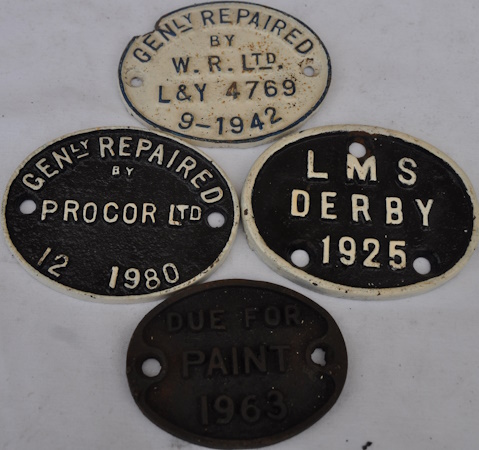 GENLY REPAIRED
BY
W. R. LTD.
L&Y 4769
9-1942
GENLY REPAIRED
BY
PROCOR LTD
12 1980
LMS
DERBY
1925
DUE FOR
PAINT
1963